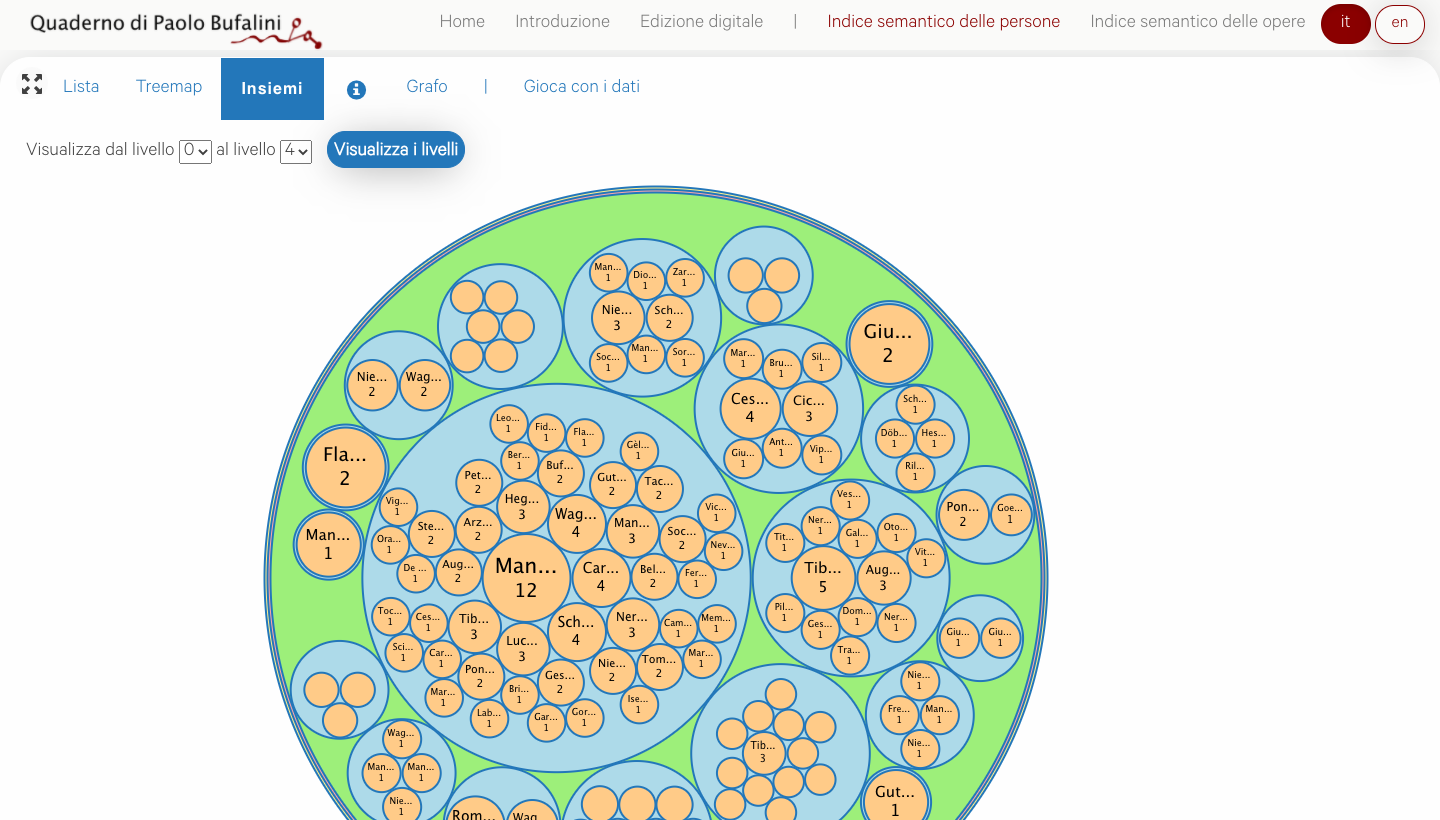 Quaderno di Paolo Bufalini
Home Introduzione Edizione digitale | Indice semantico delle persone Indice semantico delle opere it en
Lista Treemap Insiemi Grafo | Gioca con i dati
Visualizza dal livello 0 al livello 4 Visualizza i livelli
Man...
1
Dio...
1
Zar...
1
Nie...
3
Sch...
2
Soc...
1
Man...
1
Sor...
1
Giu...
2
Nie...
2
Wag...
2
Mar...
1
Bru...
1
Sil...
1
Ces...
4
Cic...
3
Giu...
1
Ant...
1
Vip...
1
Sch...
1
Döb...
1
Hes...
1
Ril...
1
Fla...
2
Man...
1
Leo...
1
Fid...
1
Fla...
1
Gèl...
1
Ber...
1
Buf...
2
Pet...
2
Gut...
2
Tac...
2
Vig...
1
Heg...
3
Wag...
4
Man...
3
Vic...
1
Ste...
2
Arz...
2
Soc...
2
Ora...
1
Nev...
1
De ...
1
Aug...
2
Man...
12
Car...
4
Bel...
2
Fer...
1
Toc...
1
Ces...
1
Tib...
3
Sch...
4
Ner...
3
Cam...
1
Mem...
1
Sci...
1
Car...
1
Luc...
3
Nie...
2
Tom...
2
Mar...
1
Pon...
2
Ges...
2
Mar...
1
Bri...
1
Ise...
1
Lab...
1
Gar...
1
Gor...
1
Ves...
1
Ner...
1
Oto...
1
Tit...
1
Gal...
1
Vit...
1
Tib...
5
Aug...
3
Pil...
1
Ges...
1
Dom...
1
Ner...
1
Tra...
1
Pon...
2
Goe...
1
Giu...
1
Giu...
1
Nie...
1
Fre...
1
Man...
1
Nie...
1
Wag...
1
Man...
1
Man...
1
Nie...
1
Tib...
3
Gut...
1
Rom...
Wag...